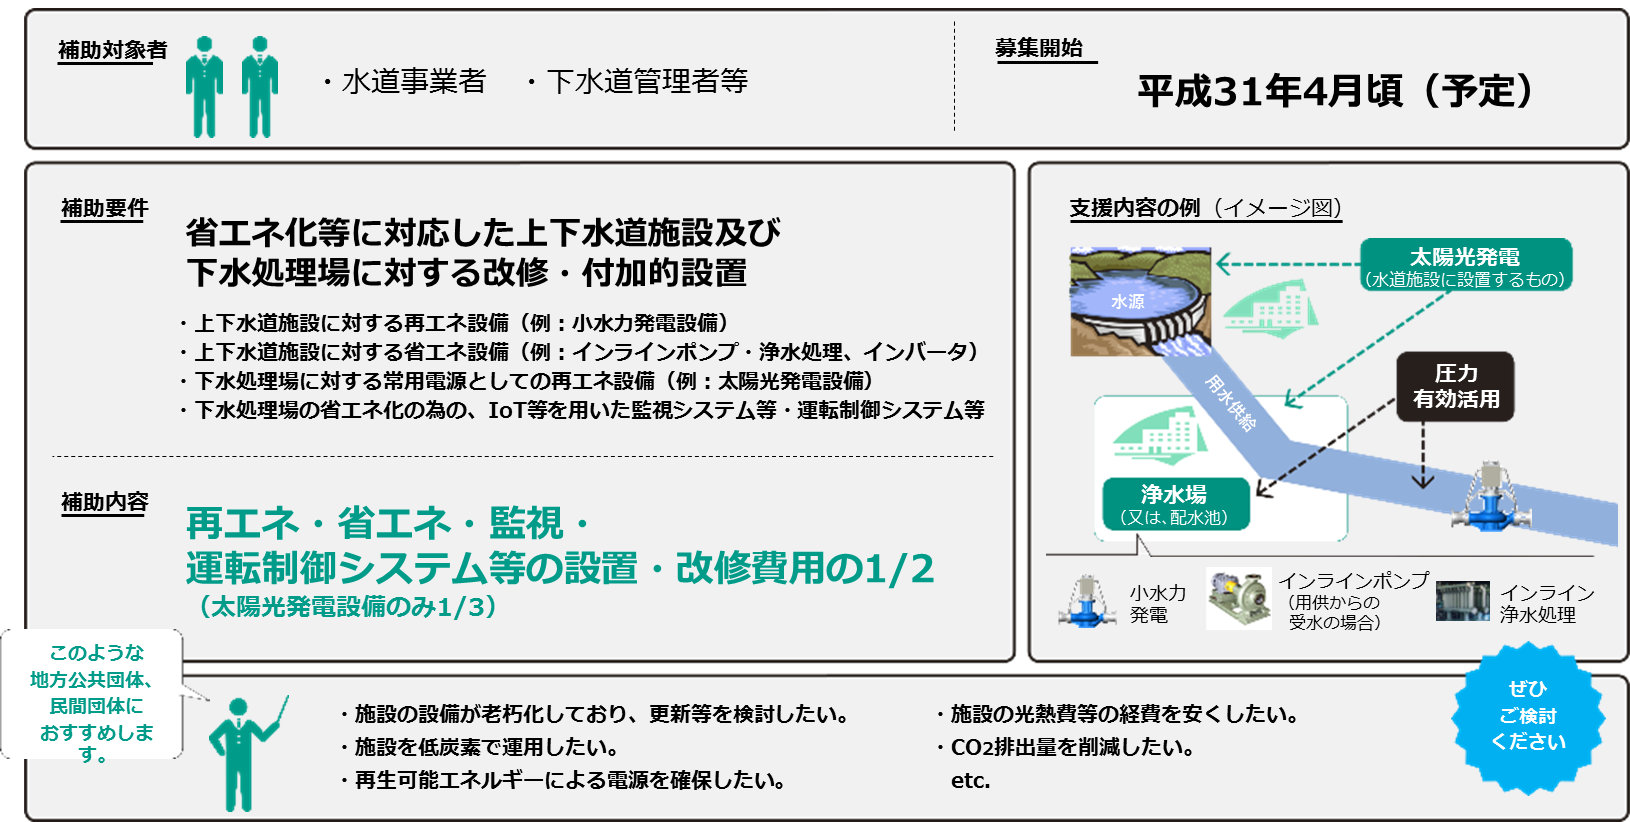 補助対象者
・水道事業者　・下水道管理者等
募集開始
平成31年4月頃（予定）
補助要件
省エネ化等に対応した上下水道施設及び
下水処理場に対する改修・付加的設置
・上下水道施設に対する再エネ設備（例：小水力発電設備）
・上下水道施設に対する省エネ設備（例：インラインポンプ・浄水処理、インバータ）
・下水処理場に対する常用電源としての再エネ設備（例：太陽光発電設備）
・下水処理場の省エネ化の為の、IoT等を用いた監視システム等・運転制御システム等
補助内容
再エネ・省エネ・監視・
運転制御システム等の設置・改修費用の1/2
（太陽光発電設備のみ1/3）
支援内容の例（イメージ図）
太陽光発電
（水道施設に設置するもの）
水源
圧力
有効活用
用水供給
浄水場
（又は、配水池）
小水力
発電
インラインポンプ
（用供からの
受水の場合）
インライン
浄水処理
このような
地方公共団体、
民間団体に
おすすめしま
す。
・施設の設備が老朽化しており、更新等を検討したい。
・施設を低炭素で運用したい。
・再生可能エネルギーによる電源を確保したい。
・施設の光熱費等の経費を安くしたい。
・CO2排出量を削減したい。
etc.
ぜひ
ご検討
ください